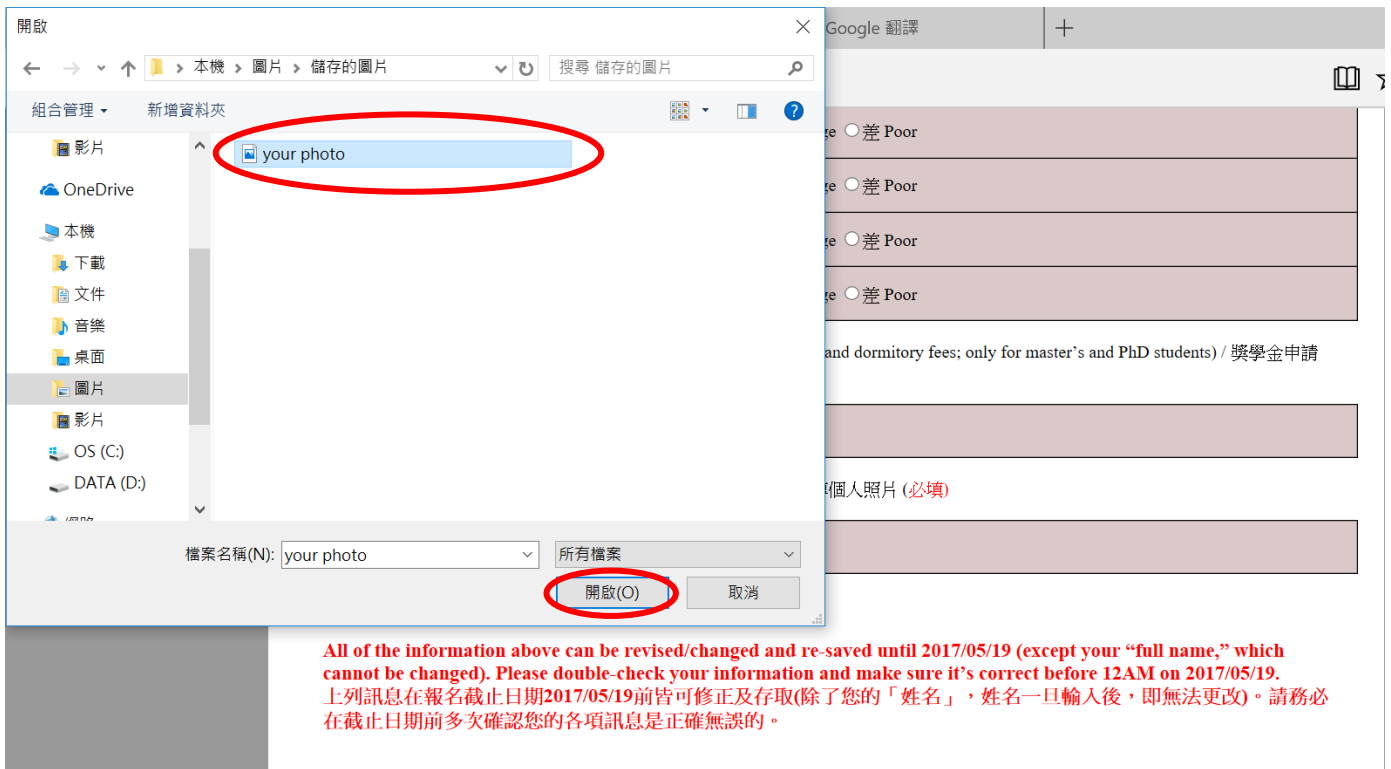 開啟
Google 翻譯
本機 圖片 儲存的圖片
搜尋 儲存的圖片
組合管理 新增資料夾
影片
your photo
OneDrive
本機
下載
文件
音樂
桌面
圖片
影片
OS (C:)
DATA (D:)
檔案名稱(N): your photo
所有檔案
開啟(O) 取消
差 Poor
差 Poor
差 Poor
差 Poor
and dormitory fees; only for master’s and PhD students) / 獎學金申請
個人照片 (必填)
All of the information above can be revised/changed and re-saved until 2017/05/19 (except your “full name,” which
cannot be changed). Please double-check your information and make sure it’s correct before 12AM on 2017/05/19.
上列訊息在報名截止日期2017/05/19前皆可修正及存取(除了您的「姓名」，姓名一旦輸入後，即無法更改)。請務必
在截止日期前多次確認您的各項訊息是正確無誤的。